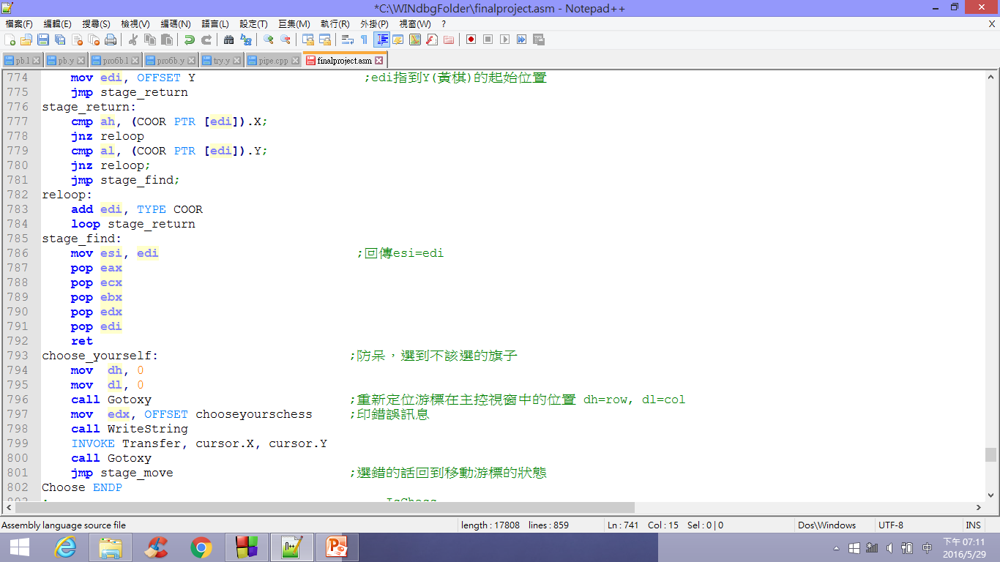 *C:\WINdbgFolder\finalproject.asm - Notepad++
檔案(F) 編輯(E) 搜尋(S) 檢視(V) 編碼(N) 語言(L) 設定(T) 巨集(M) 執行(R) 外掛(P) 視窗(W) ? X
pb.l pb.y pro6b.l pro6b.y try.y pipe.cpp finalproject.asm
774 mov edi, OFFSET Y ;edi指到Y(黃棋)的起始位置
775 jmp stage_return
776 stage_return:
777 cmp ah, (COOR PTR [edi]).X;
778 jnz reloop
779 cmp al, (COOR PTR [edi]).Y;
780 jnz reloop;
781 jmp stage_find;
782 reloop:
783 add edi, TYPE COOR
784 loop stage_return
785 stage_find:
786 mov esi, edi ;回傳esi=edi
787 pop eax
788 pop ecx
789 pop ebx
790 pop edx
791 pop edi
792 ret
793 choose_yourself: ;防呆，選到不該選的旗子
794 mov dh, 0
795 mov dl, 0
796 call Gotoxy ;重新定位游標在主控視窗中的位置 dh=row, dl=col
797 mov edx, OFFSET chooseyourschess ;印錯誤訊息
798 call WriteString
799 INVOKE Transfer, cursor.X, cursor.Y
800 call Gotoxy
801 jmp stage_move ;選錯的話回到移動游標的狀態
802 Choose ENDP
Assembly language source file length : 17808 lines : 859 Ln : 741 Col : 15 Sel : 0 | 0 Dos\Windows UTF-8 INS
中 下午 07:11
2016/5/29